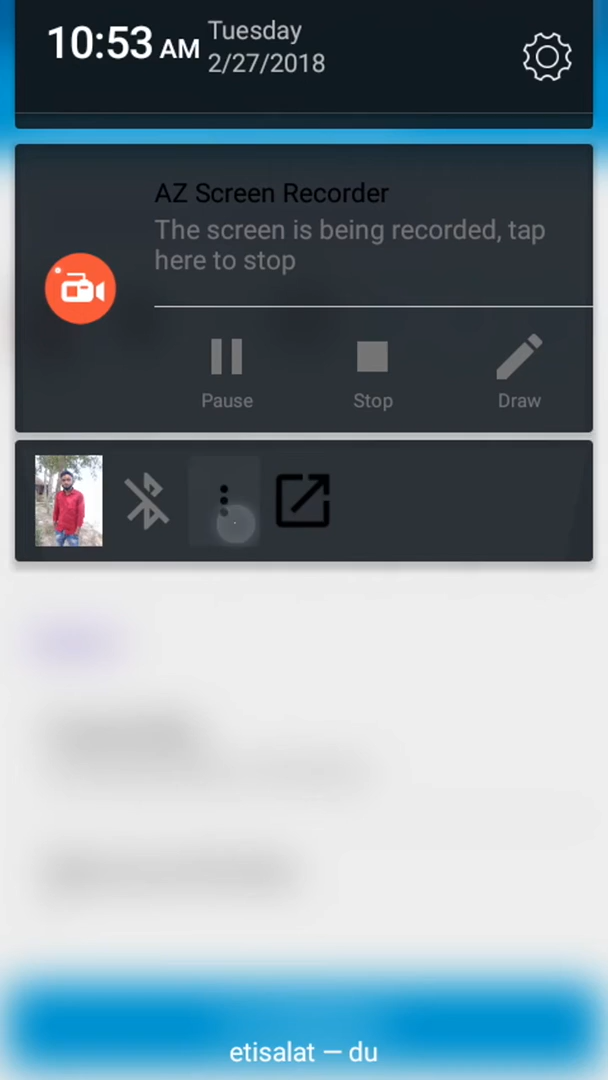 10:53 AM
Tuesday
2/27/2018
AZ Screen Recorder
The screen is being recorded, tap
here to stop
Pause
Stop
Draw
etisalat — du